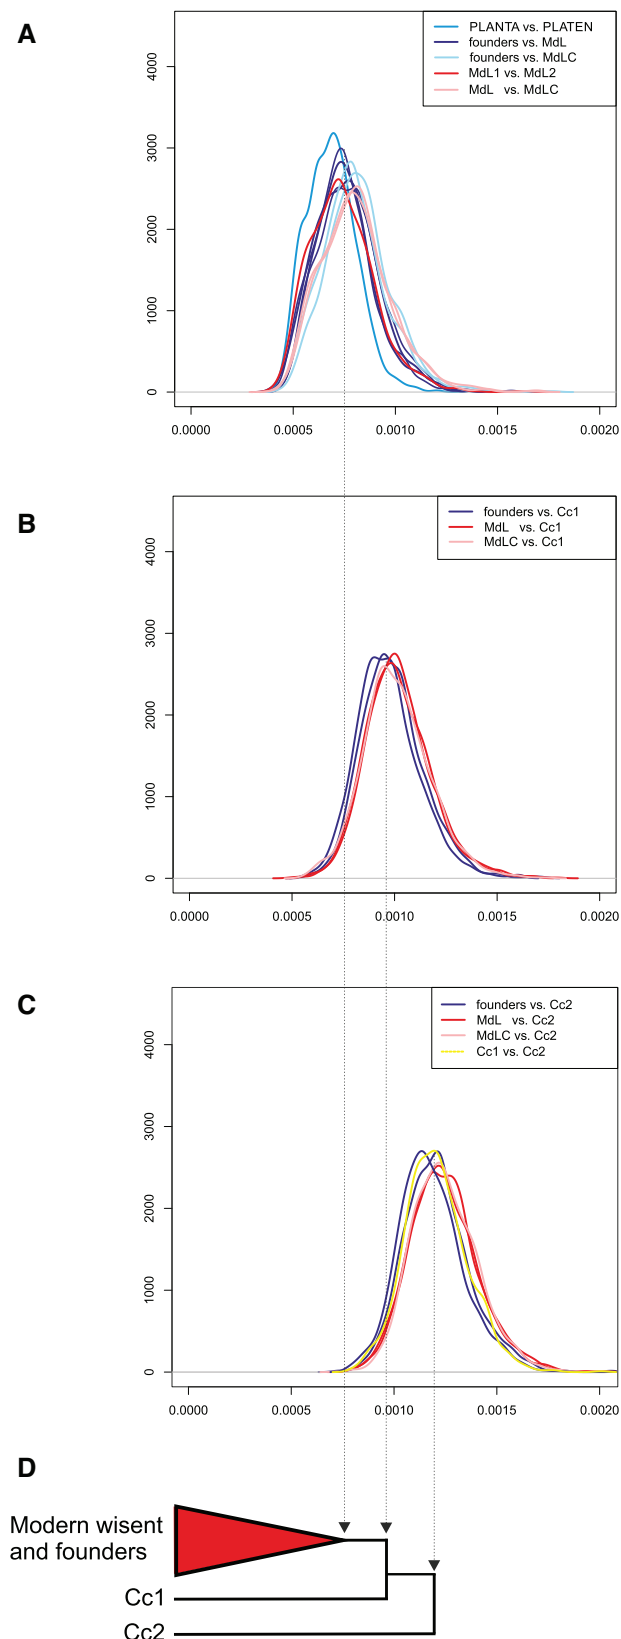 A
PLANTA vs. PLATEN
founders vs. MdL
founders vs. MdLC
MdL1 vs. MdL2
MdL vs. MdLC
4000
3000
2000
1000
0
0.0000 0.0005 0.0010 0.0015 0.0020
B
founders vs. Cc1
MdL vs. Cc1
MdLC vs. Cc1
4000
3000
2000
1000
0
0.0000 0.0005 0.0010 0.0015 0.0020
C
founders vs. Cc2
MdL vs. Cc2
MdLC vs. Cc2
Cc1 vs. Cc2
4000
3000
2000
1000
0
0.0000 0.0005 0.0010 0.0015 0.0020
D
Modern wisent
and founders
Cc1
Cc2